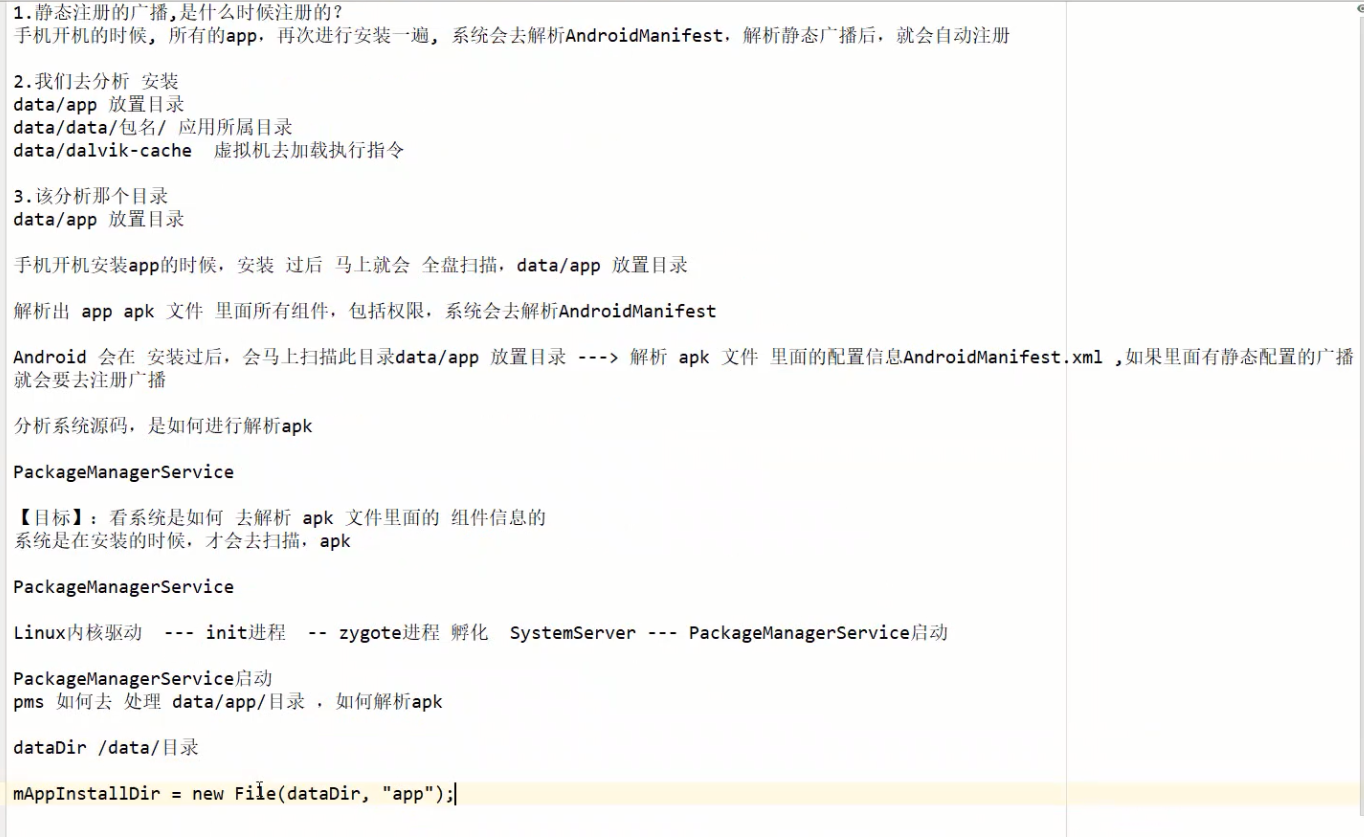 1.静态注册的广播,是什么时候注册的?
手机开机的时候, 所有的app，再次进行安装一遍, 系统会去解析AndroidManifest，解析静态广播后，就会自动注册
2.我们去分析 安装
data/app 放置目录
data/data/包名/ 应用所属目录
data/dalvik-cache  虚拟机去加载执行指令
3.该分析那个目录
data/app 放置目录
手机开机安装app的时候，安装 过后 马上就会 全盘扫描，data/app 放置目录
解析出 app apk 文件 里面所有组件，包括权限，系统会去解析AndroidManifest
Android 会在 安装过后，会马上扫描此目录data/app 放置目录 ---> 解析 apk 文件 里面的配置信息AndroidManifest.xml ,如果里面有静态配置的广播
就会要去注册广播
分析系统源码，是如何进行解析apk
PackageManagerService
【目标】: 看系统是如何 去解析 apk 文件里面的 组件信息的
系统是在安装的时候，才会去扫描，apk
PackageManagerService
Linux内核驱动  --- init进程  -- zygote进程 孵化  SystemServer --- PackageManagerService启动
PackageManagerService启动
pms 如何去 处理 data/app/目录 ，如何解析apk
dataDir /data/目录
mAppInstallDir = new File(dataDir, "app");